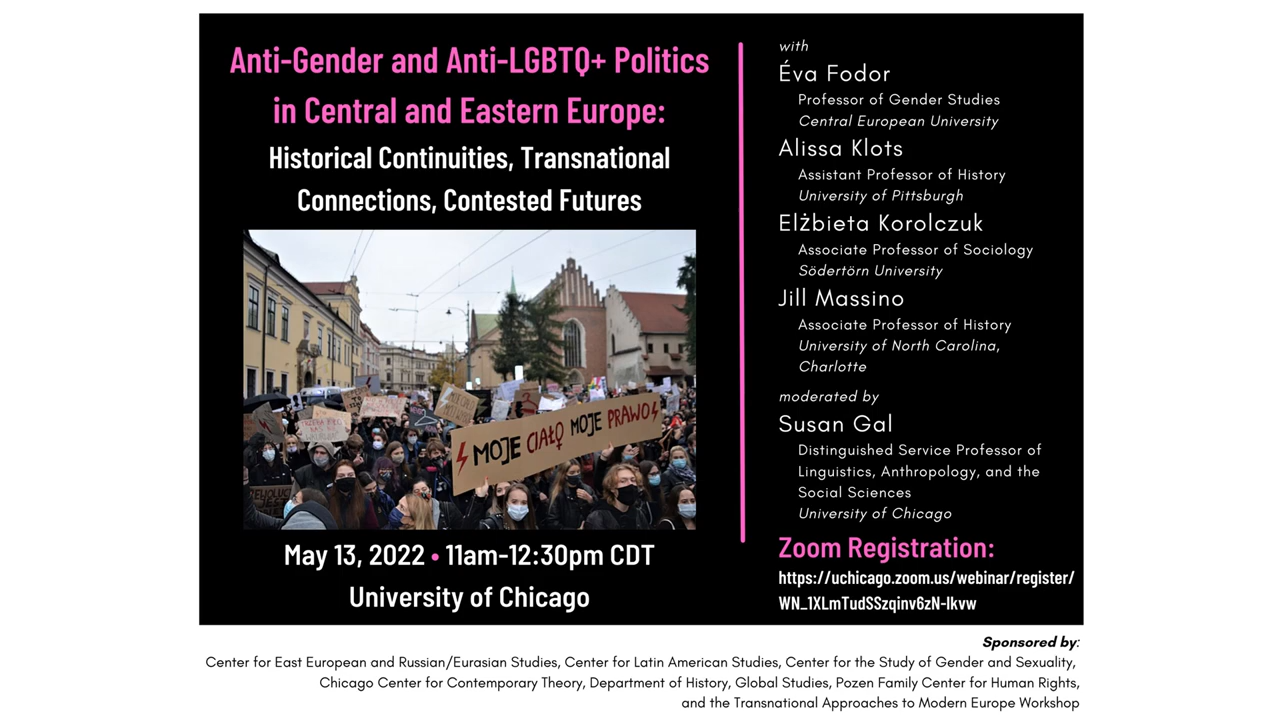 Anti-Gender and Anti-LGBTQ+ Politics
in Central and Eastern Europe:
Historical Continuities, Transnational
Connections, Contested Futures
MOJE CIAŁO MOJE PRAWO
May 13, 2022 • 11am-12:30pm CDT
University of Chicago
with
Éva Fodor
Professor of Gender Studies
Central European University
Alissa Klots
Assistant Professor of History
University of Pittsburgh
Elżbieta Korolczuk
Associate Professor of Sociology
Södertörn University
Jill Massino
Associate Professor of History
University of North Carolina,
Charlotte
moderated by
Susan Gal
Distinguished Service Professor of
Linguistics, Anthropology, and the
Social Sciences
University of Chicago
Zoom Registration:
https://uchicago.zoom.us/webinar/register/
WN_1XLmTudSSzqinv6zN-lkvw
Sponsored by:
Center for East European and Russian/Eurasian Studies, Center for Latin American Studies, Center for the Study of Gender and Sexuality,
Chicago Center for Contemporary Theory, Department of History, Global Studies, Pozen Family Center for Human Rights,
and the Transnational Approaches to Modern Europe Workshop